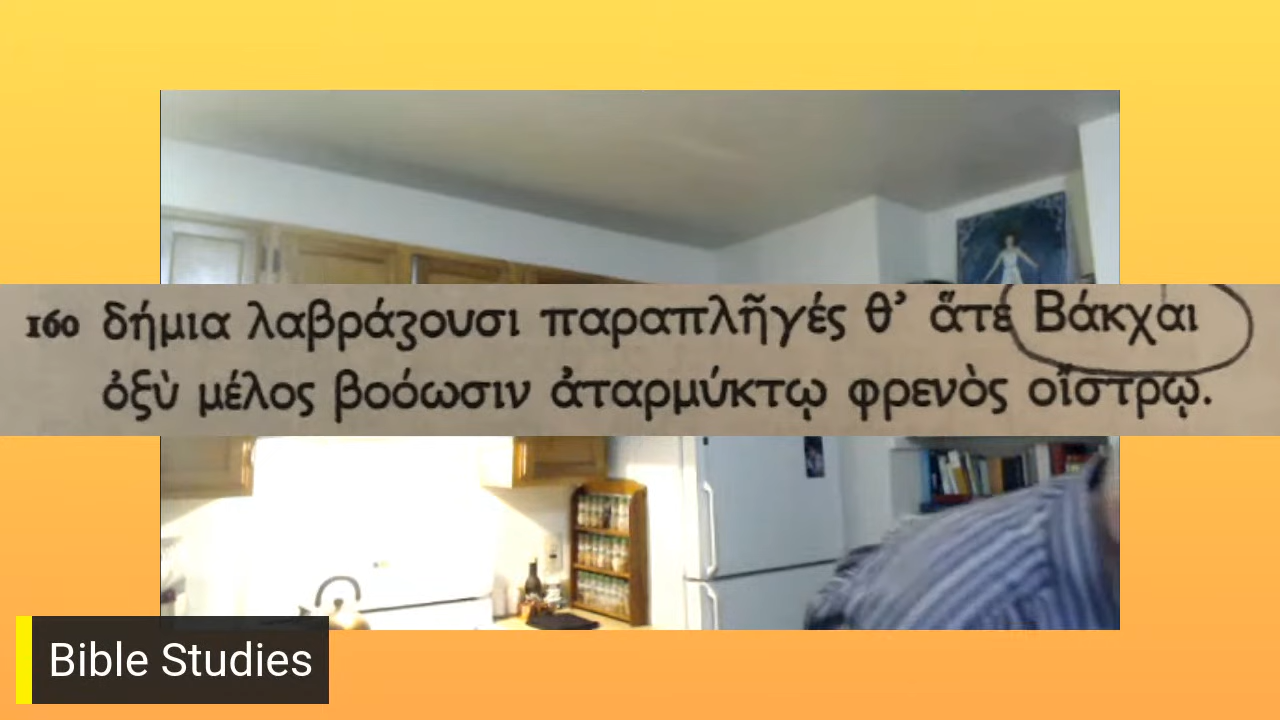 160 δήμια λαβράζουσι παραπλῆγές θ’ ἅτε Βάκχαι
ὀξὺ μέλος βοόωσιν ἀταρμύκτῳ φρενὸς οἴστρῳ.
Bible Studies